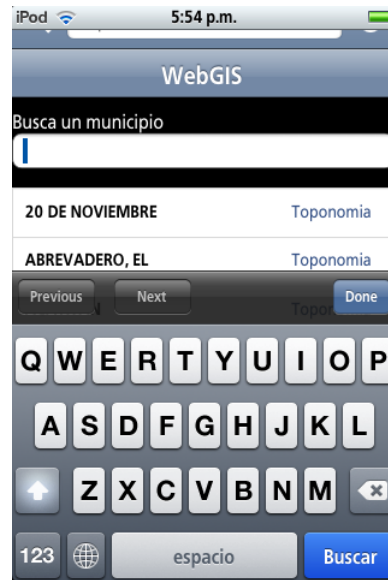 iPod 5:54 p.m.
WebGIS
Busca un municipio
20 DE NOVIEMBRE Toponomia
ABREVADERO, EL Toponomia
Previous Next Done
Q W E R T Y U I O P
A S D F G H J K L
Z X C V B N M
123 espacio Buscar